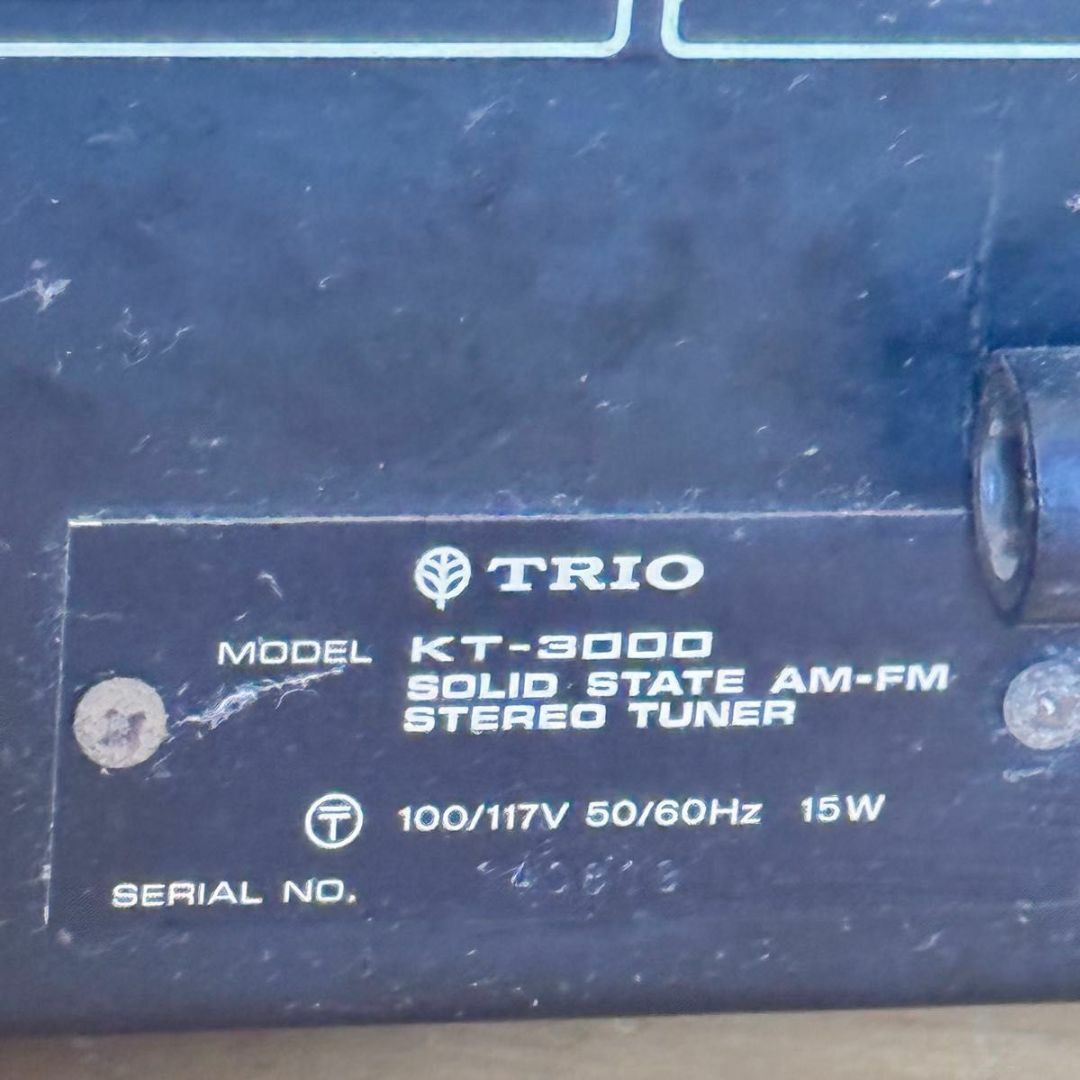 TRIO
MODEL KT-3000
SOLID STATE AM-FM
STEREO TUNER
〒 100/117V 50/60Hz 15W
SERIAL NO.